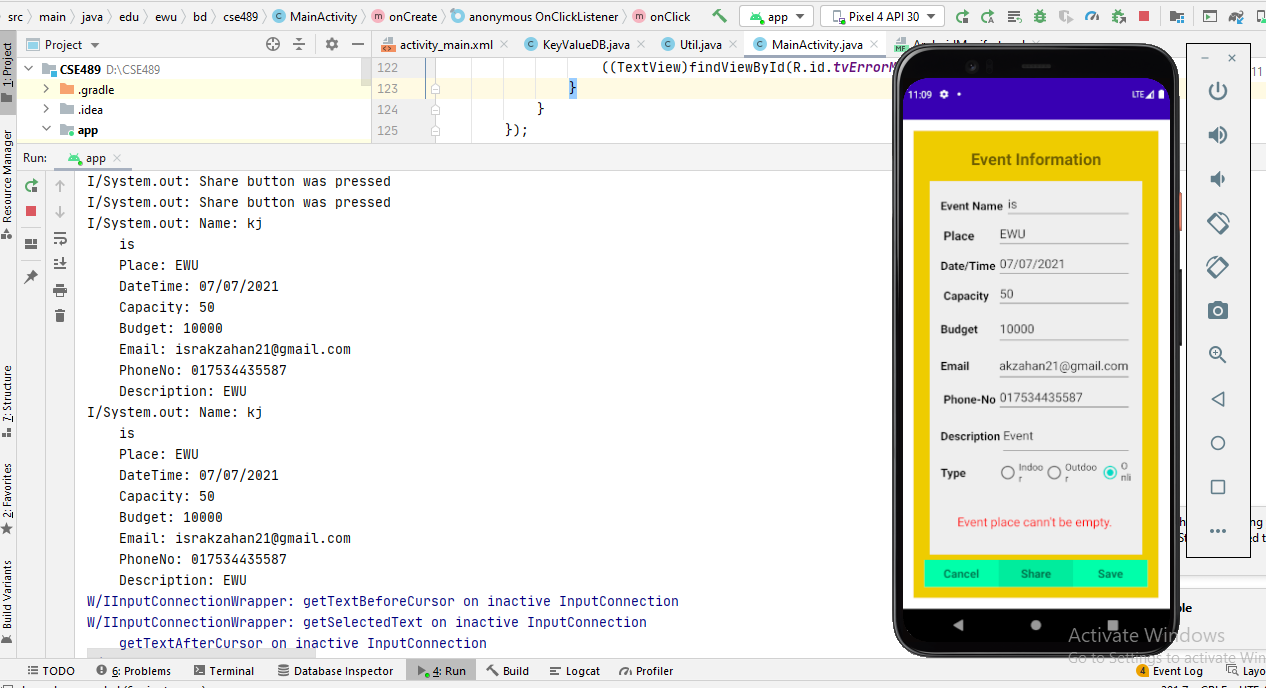 src main java edu ewu bd cse489 MainActivity onCreate anonymous OnClickListener onClick app Pixel 4 API 30
Project
activity_main.xml KeyValueDB.java Util.java MainActivity.java
CSE489 D:\CSE489
.gradle
.idea
app
122 ((TextView)findViewById(R.id.tvErrorM
123 }
124 }
125 });
Run: app
I/System.out: Share button was pressed
I/System.out: Share button was pressed
I/System.out: Name: kj
is
Place: EWU
DateTime: 07/07/2021
Capacity: 50
Budget: 10000
Email: israkzahan21@gmail.com
PhoneNo: 017534435587
Description: EWU
I/System.out: Name: kj
is
Place: EWU
DateTime: 07/07/2021
Capacity: 50
Budget: 10000
Email: israkzahan21@gmail.com
PhoneNo: 017534435587
Description: EWU
W/IInputConnectionWrapper: getTextBeforeCursor on inactive InputConnection
W/IInputConnectionWrapper: getSelectedText on inactive InputConnection
getTextAfterCursor on inactive InputConnection
1: Project
Resource Manager
7: Structure
2: Favorites
Build Variants
11:09 LTE
Event Information
Event Name is
Place EWU
Date/Time 07/07/2021
Capacity 50
Budget 10000
Email akzahan21@gmail.com
Phone-No 017534435587
Description Event
Type Indoo
r Outdoo
r O
nli
Event place cann't be empty.
Cancel Share Save
Activate Windows
Go to Settings to activate Win
TODO 6: Problems Terminal Database Inspector 4: Run Build Logcat Profiler 4 Event Log Layo